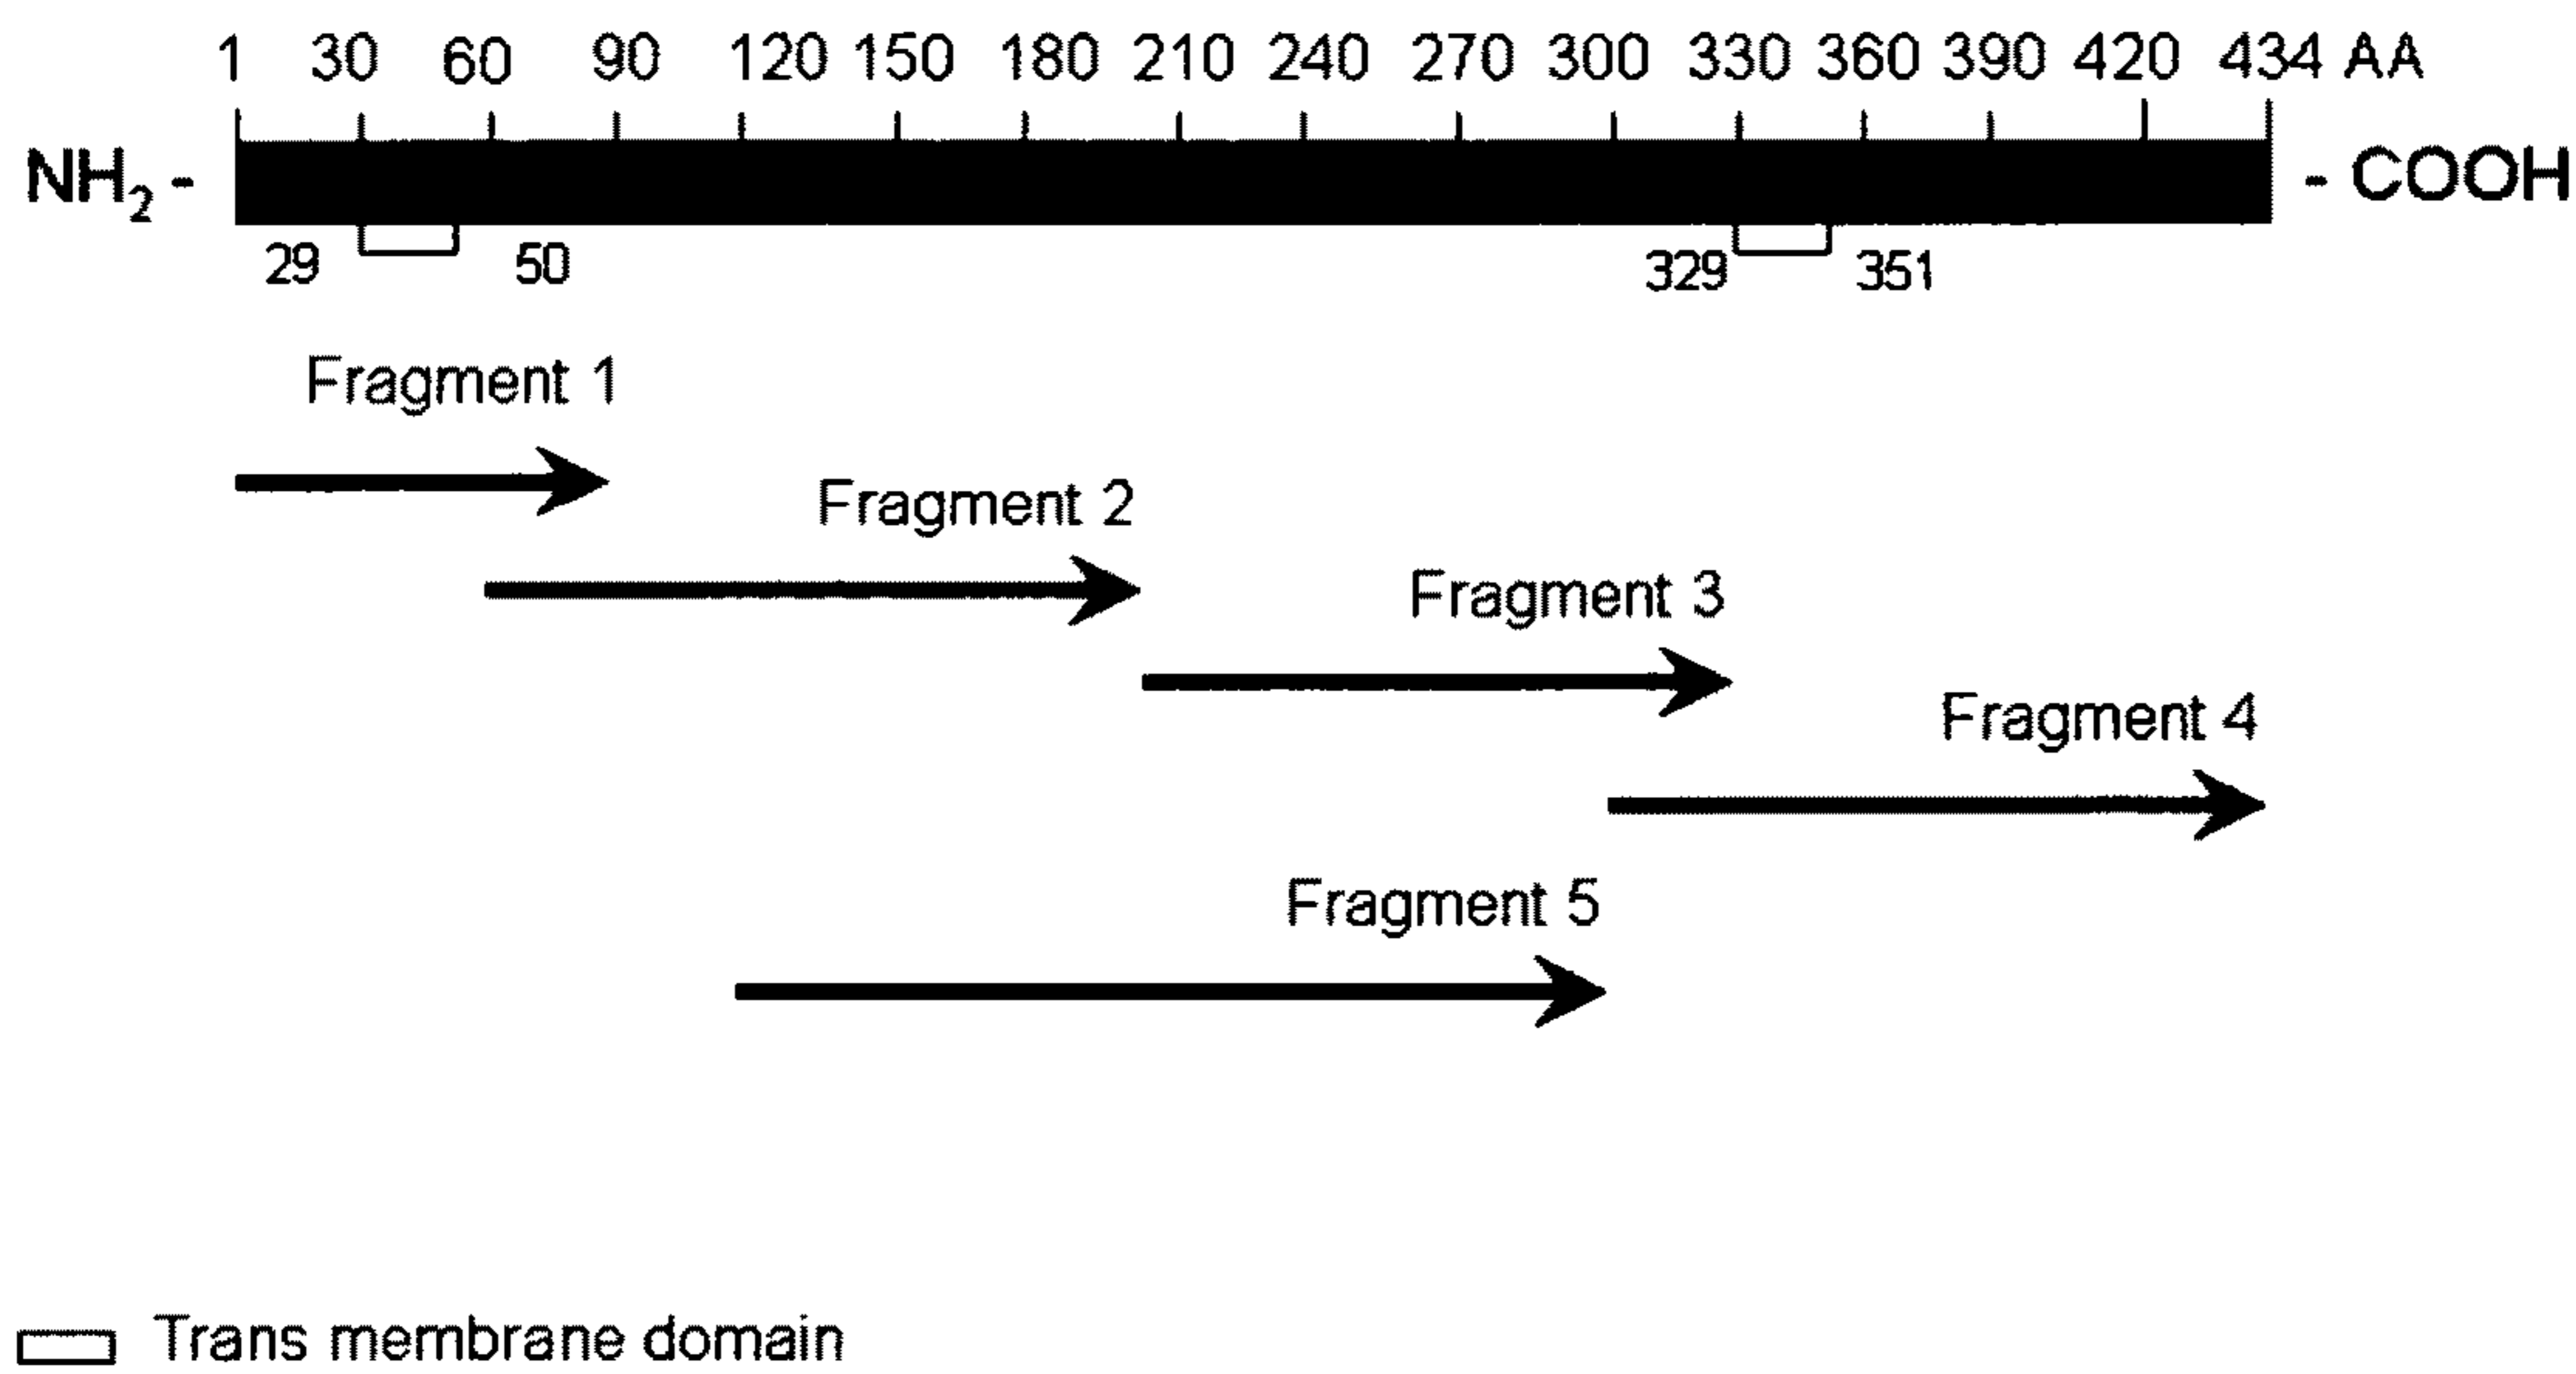 1 30 60 90 120 150 180 210 240 270 300 330 360 390 420 434 AA
NH2 - - COOH
29 50 329 351
Fragment 1
Fragment 2
Fragment 3
Fragment 4
Fragment 5
Trans membrane domain